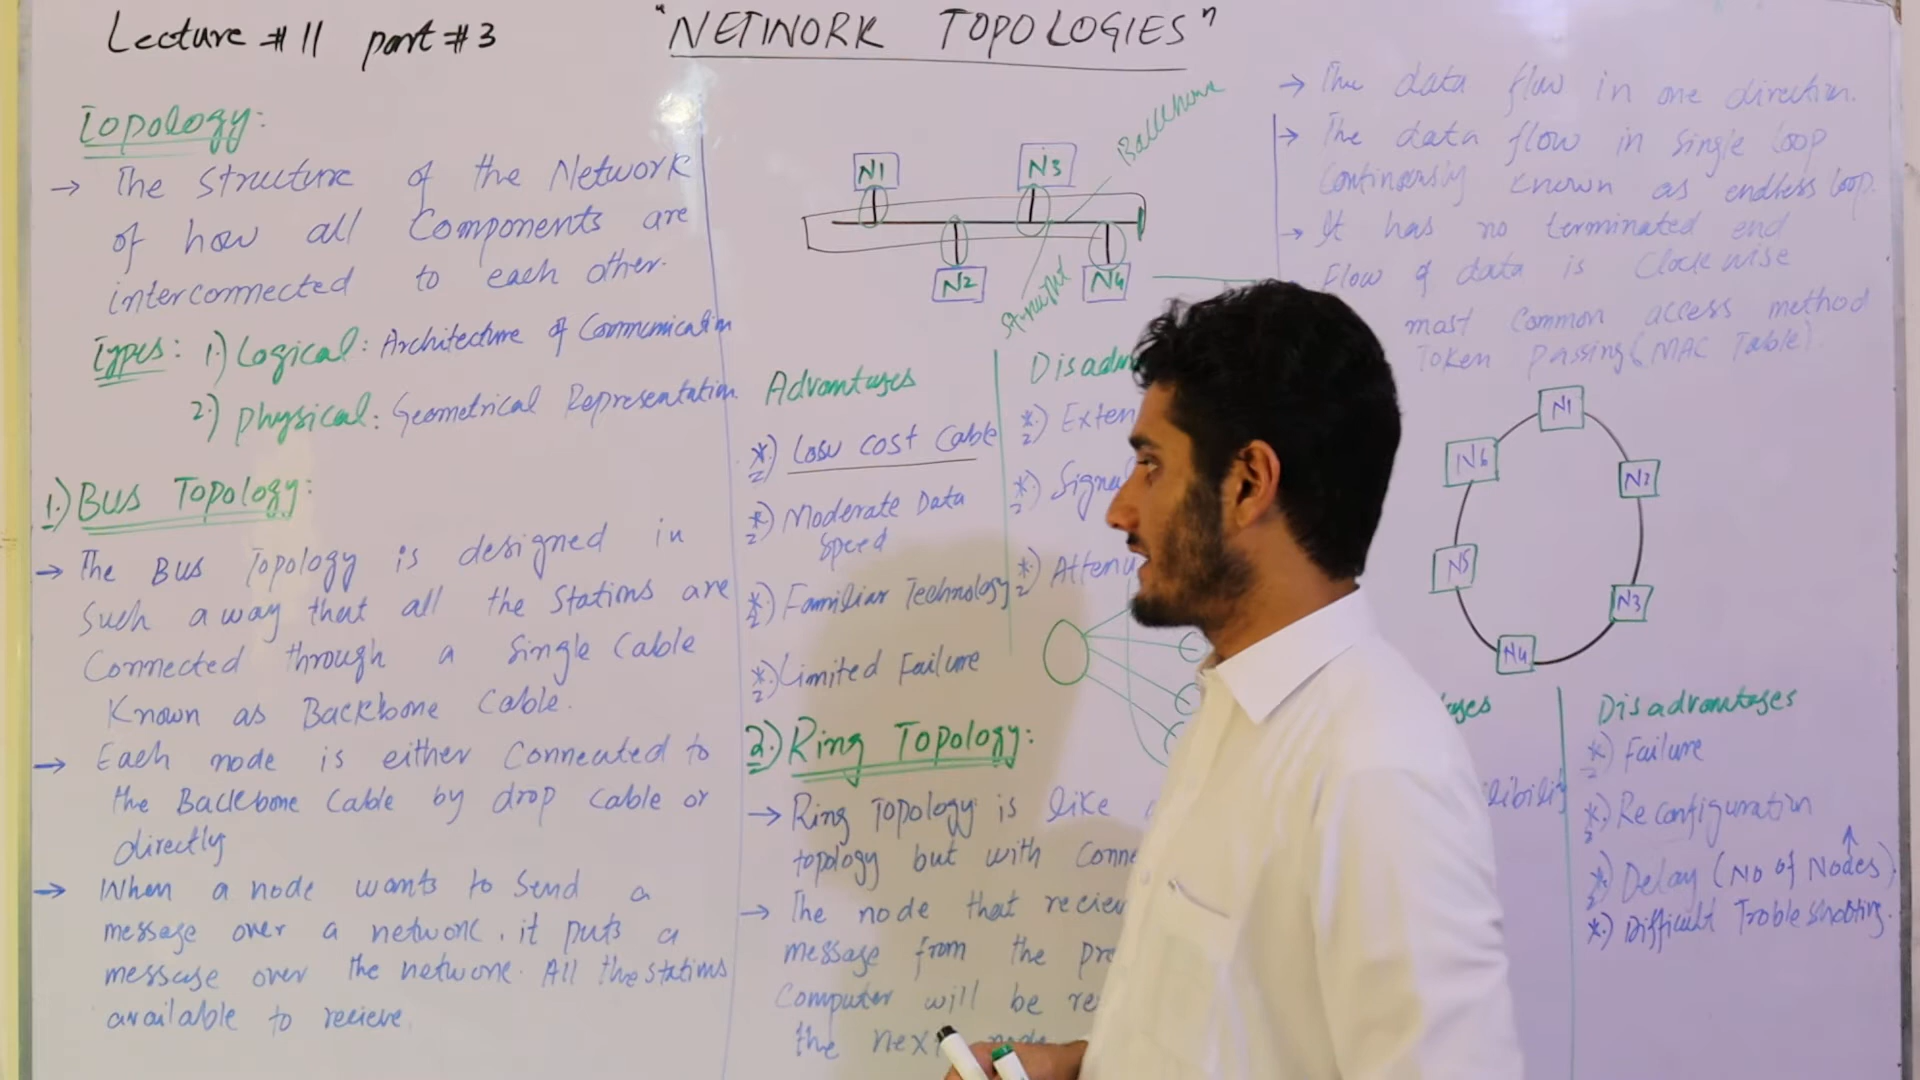 Lecture #11 part #3
"NETWORK TOPOLOGIES"
Topology:
→ The structure of the Network
of how all Components are
interconnected to each other.
Types: 1.) Logical: Architecture of Communication
2.) Physical: Geometrical Representation
1.) Bus Topology:
→ The Bus Topology is designed in
Such a way that all the Stations are
Connected through a Single Cable
Known as Backbone Cable.
→ Each node is either Connected to
the Backbone Cable by drop cable or
directly
→ When a node wants to Send a
message over a network, it puts a
message over the network. All the stations
available to recieve
N1
N3
Backbone
N2
N4
Advantages
Low cost Cable
Moderate Data
Speed
Familiar Technology
Limited Failure
Disadv
Exten
Signal
Attenu
2.) Ring Topology:
→ Ring Topology is like
topology but with Conne
→ The node that reciev
message from the pre
Computer will be re
the next node
→ The data flow in one direction.
→ The data flow in Single loop
Continuously Known as endless loop.
→ It has no terminated end
Flow of data is Clockwise
most Common access method
Token Passing (MAC Table)
N1
N6
N2
N5
N3
N4
ages
libility
Disadvantages
Failure
Reconfiguration
Delay (No of Nodes)↑
Difficult Trobleshooting.